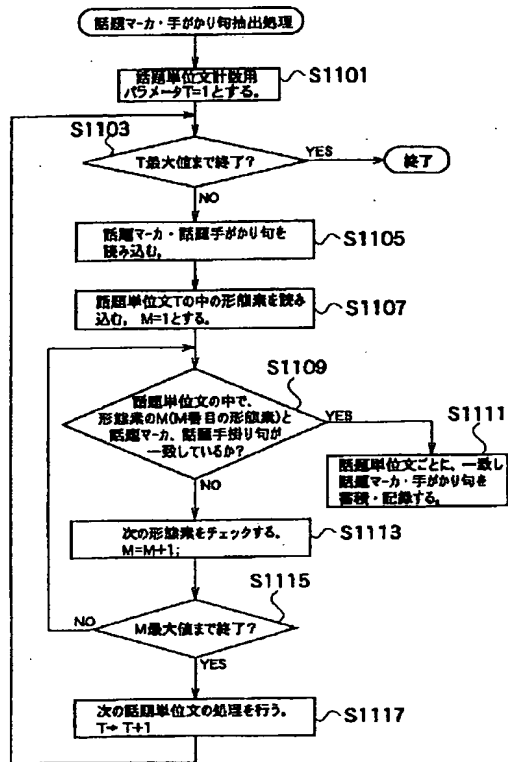 話題マーカ・手がかり句抽出処理
話題単位文計数用
パラメータT=1とする。
S1101
S1103
T最大値まで終了?
YES
終了
NO
話題マーカ・話題手がかり句を
読み込む。
S1105
話題単位文Tの中の形態素を読み
込む。 M=1とする。
S1107
S1109
話題単位文の中で、
形態素のM(M番目の形態素)と
話題マーカ、話題手掛り句が
一致しているか?
YES
S1111
話題単位文ごとに、一致し
話題マーカ・手がかり句を
蓄積・記録する。
NO
次の形態素をチェックする。
M=M+1;
S1113
S1115
NO
M最大値まで終了?
YES
次の話題単位文の処理を行う。
T→ T+1
S1117